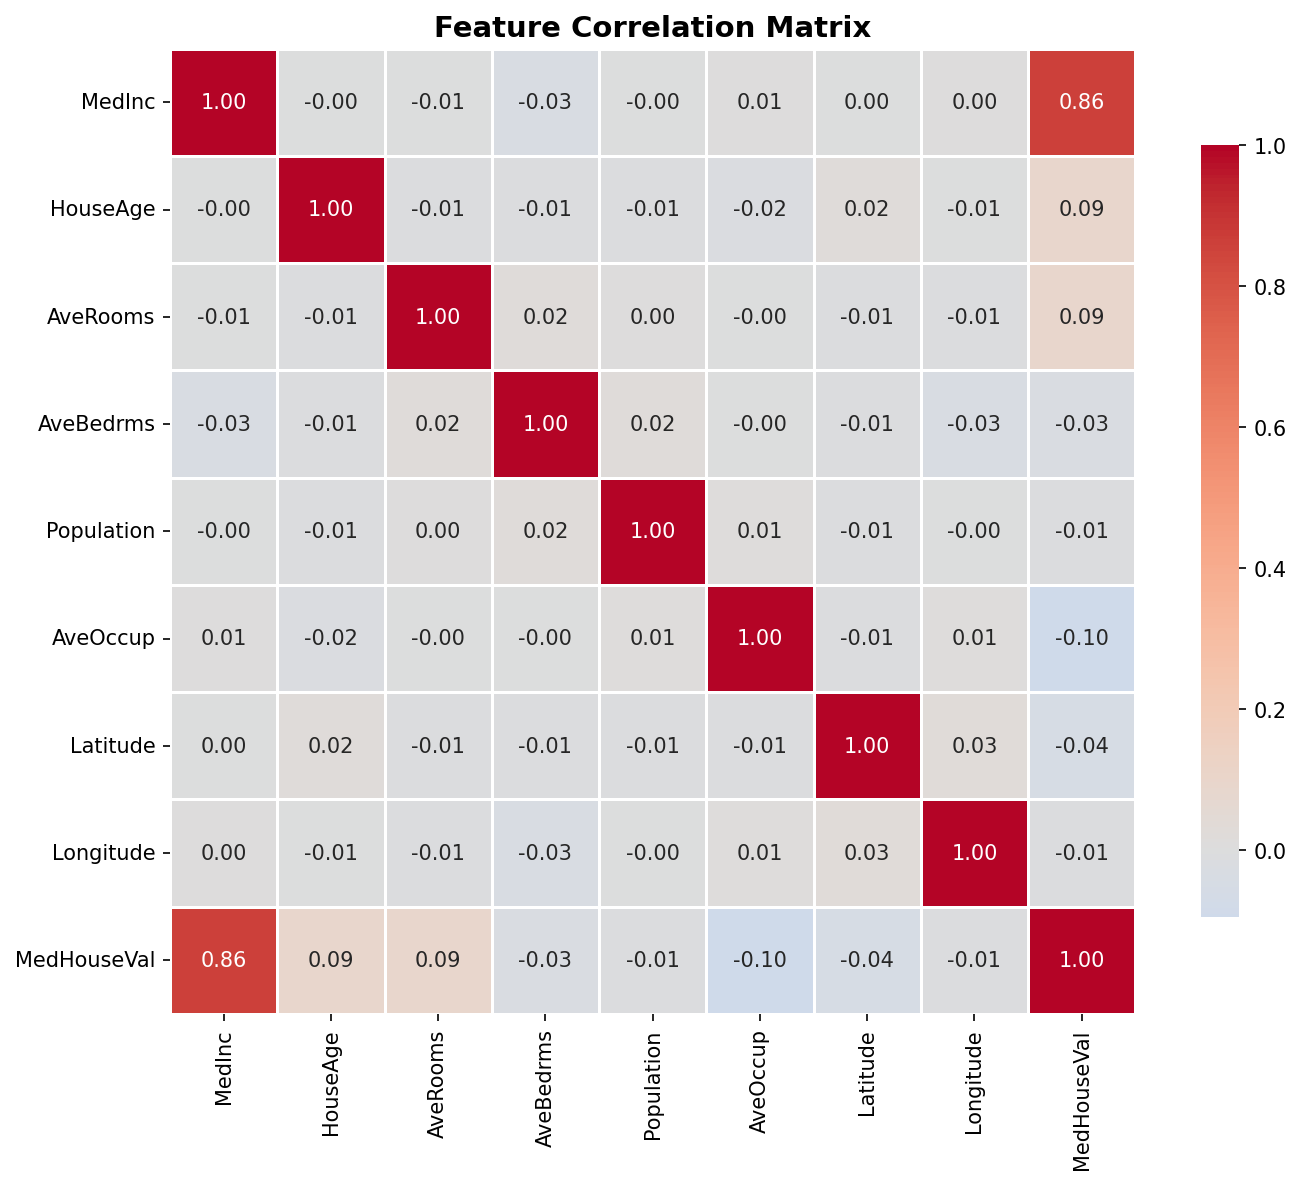 Feature Correlation Matrix
MedInc 1.00 -0.00 -0.01 -0.03 -0.00 0.01 0.00 0.00 0.86
HouseAge -0.00 1.00 -0.01 -0.01 -0.01 -0.02 0.02 -0.01 0.09
AveRooms -0.01 -0.01 1.00 0.02 0.00 -0.00 -0.01 -0.01 0.09
AveBedrms -0.03 -0.01 0.02 1.00 0.02 -0.00 -0.01 -0.03 -0.03
Population -0.00 -0.01 0.00 0.02 1.00 0.01 -0.01 -0.00 -0.01
AveOccup 0.01 -0.02 -0.00 -0.00 0.01 1.00 -0.01 0.01 -0.10
Latitude 0.00 0.02 -0.01 -0.01 -0.01 -0.01 1.00 0.03 -0.04
Longitude 0.00 -0.01 -0.01 -0.03 -0.00 0.01 0.03 1.00 -0.01
MedHouseVal 0.86 0.09 0.09 -0.03 -0.01 -0.10 -0.04 -0.01 1.00
MedInc
HouseAge
AveRooms
AveBedrms
Population
AveOccup
Latitude
Longitude
MedHouseVal
1.0
0.8
0.6
0.4
0.2
0.0